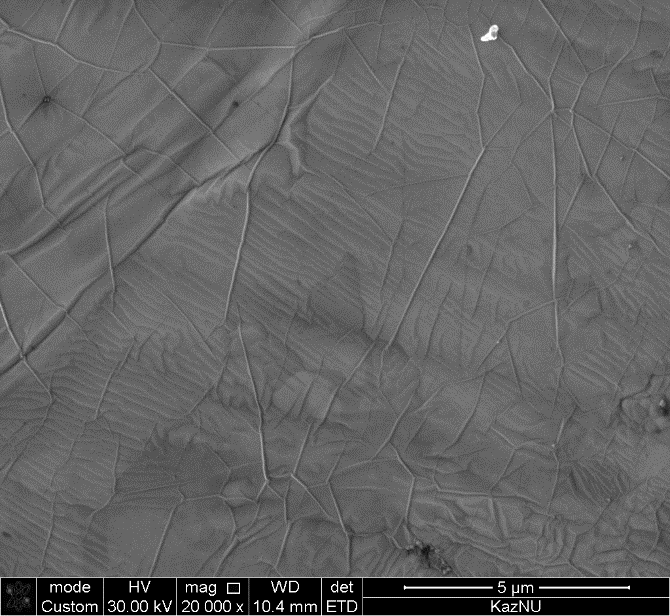 mode HV mag WD det 5 µm
Custom 30.00 kV 20 000 x 10.4 mm ETD KazNU